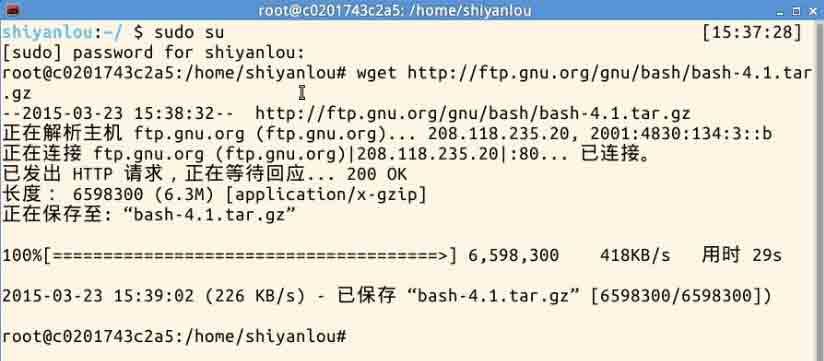 root@c0201743c2a5: /home/shiyanlou
shiyanlou:~/ $ sudo su [15:37:28]
[sudo] password for shiyanlou:
root@c0201743c2a5:/home/shiyanlou# wget http://ftp.gnu.org/gnu/bash/bash-4.1.tar
.gz
--2015-03-23 15:38:32--  http://ftp.gnu.org/gnu/bash/bash-4.1.tar.gz
正在解析主机 ftp.gnu.org (ftp.gnu.org)... 208.118.235.20, 2001:4830:134:3::b
正在连接 ftp.gnu.org (ftp.gnu.org)|208.118.235.20|:80... 已连接。
已发出 HTTP 请求，正在等待回应... 200 OK
长度： 6598300 (6.3M) [application/x-gzip]
正在保存至: “bash-4.1.tar.gz”
100%[======================================>] 6,598,300    418KB/s   用时 29s
2015-03-23 15:39:02 (226 KB/s) - 已保存 “bash-4.1.tar.gz” [6598300/6598300])
root@c0201743c2a5:/home/shiyanlou#